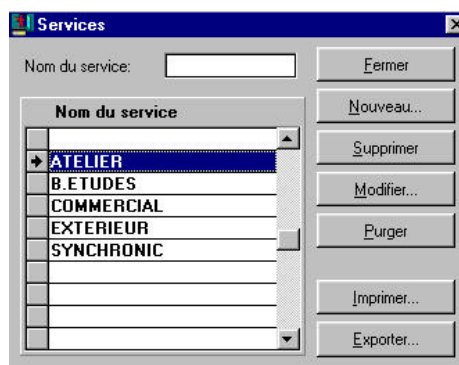 Services
Nom du service:
Fermer
Nouveau...
Supprimer
Modifier...
Purger
Imprimer...
Exporter...
Nom du service
ATELIER
B.ETUDES
COMMERCIAL
EXTERIEUR
SYNCHRONIC